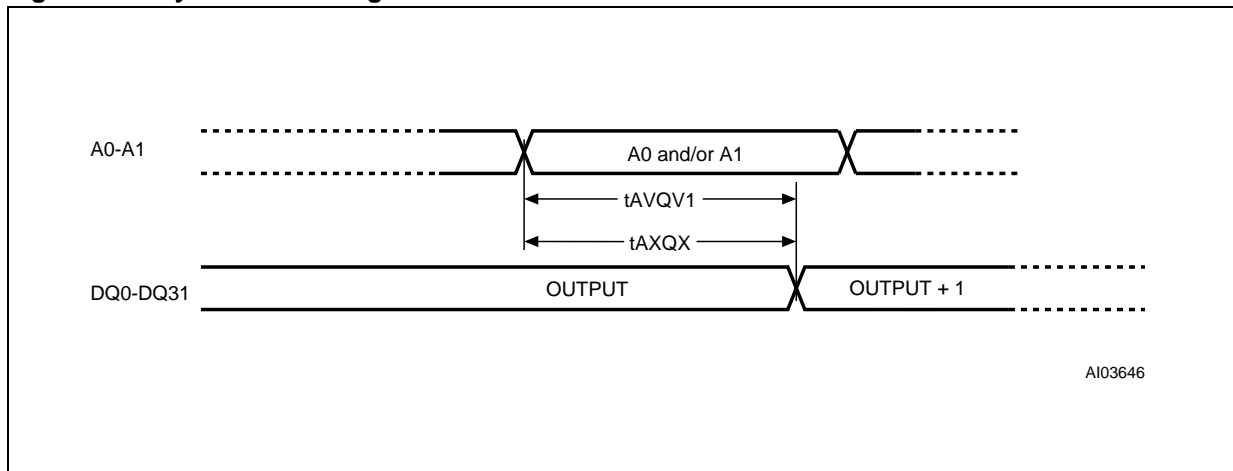 A0-A1
A0 and/or A1
tAVQV1
tAXQX
DQ0-DQ31
OUTPUT
OUTPUT + 1
AI03646